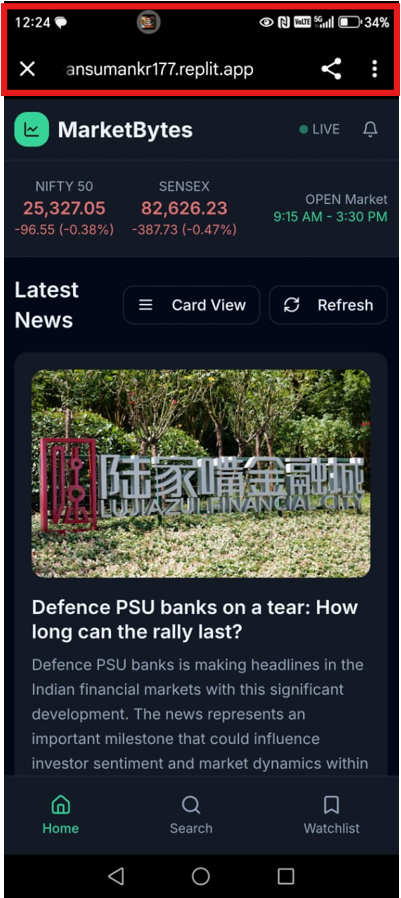 12:24
5G
VoLTE
34%
ansumankr177.replit.app
MarketBytes
LIVE
NIFTY 50
25,327.05
-96.55 (-0.38%)
SENSEX
82,626.23
-387.73 (-0.47%)
OPEN Market
9:15 AM - 3:30 PM
Latest
News
Card View
Refresh
陆家嘴金融城
LUJIAZUI FINANCIAL CITY
Defence PSU banks on a tear: How
long can the rally last?
Defence PSU banks is making headlines in the
Indian financial markets with this significant
development. The news represents an
important milestone that could influence
investor sentiment and market dynamics within
Home
Search
Watchlist